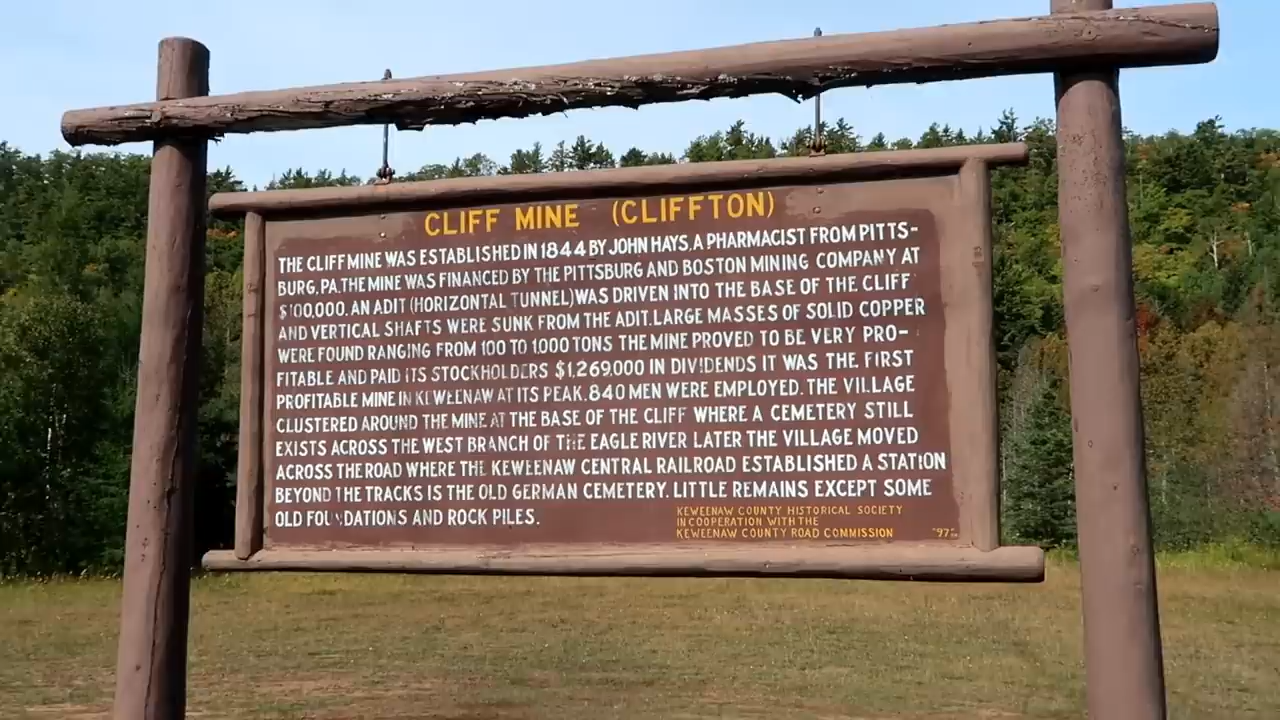 CLIFF MINE (CLIFFTON)
THE CLIFF MINE WAS ESTABLISHED IN 1844 BY JOHN HAYS, A PHARMACIST FROM PITTS-
BURG, PA. THE MINE WAS FINANCED BY THE PITTSBURG AND BOSTON MINING COMPANY AT
$100,000. AN ADIT (HORIZONTAL TUNNEL) WAS DRIVEN INTO THE BASE OF THE CLIFF
AND VERTICAL SHAFTS WERE SUNK FROM THE ADIT. LARGE MASSES OF SOLID COPPER
WERE FOUND RANGING FROM 100 TO 1,000 TONS THE MINE PROVED TO BE VERY PRO-
FITABLE AND PAID ITS STOCKHOLDERS $1,269,000 IN DIVIDENDS IT WAS THE FIRST
PROFITABLE MINE IN KEWEENAW AT ITS PEAK. 840 MEN WERE EMPLOYED. THE VILLAGE
CLUSTERED AROUND THE MINE AT THE BASE OF THE CLIFF WHERE A CEMETERY STILL
EXISTS ACROSS THE WEST BRANCH OF THE EAGLE RIVER LATER THE VILLAGE MOVED
ACROSS THE ROAD WHERE THE KEWEENAW CENTRAL RAILROAD ESTABLISHED A STATION
BEYOND THE TRACKS IS THE OLD GERMAN CEMETERY. LITTLE REMAINS EXCEPT SOME
OLD FOUNDATIONS AND ROCK PILES.
KEWEENAW COUNTY HISTORICAL SOCIETY
IN COOPERATION WITH THE
KEWEENAW COUNTY ROAD COMMISSION
"97"